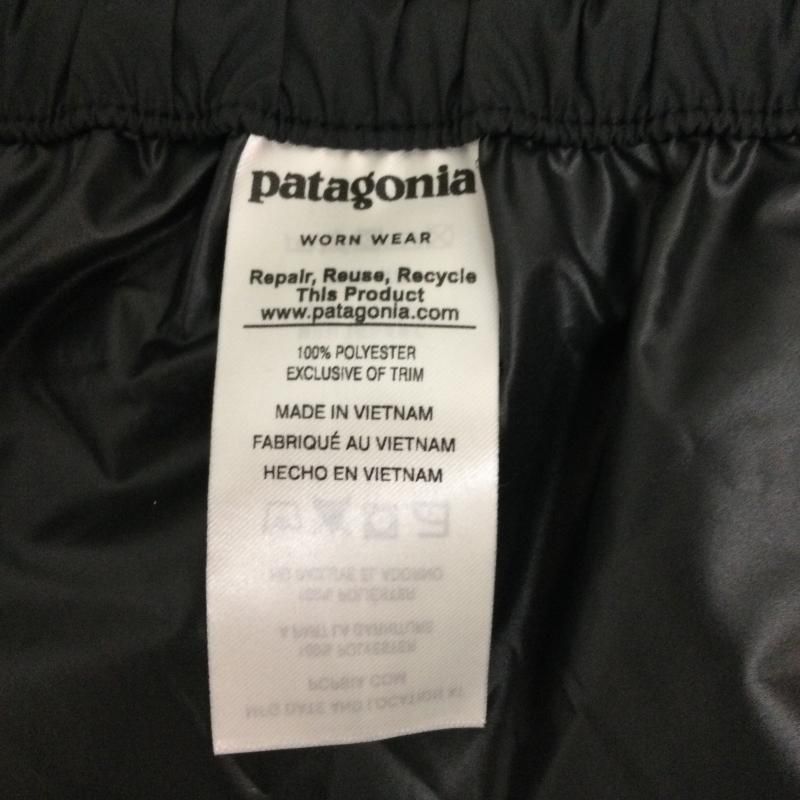 patagonia
WORN WEAR
Repair, Reuse, Recycle
This Product
www.patagonia.com
100% POLYESTER
EXCLUSIVE OF TRIM
MADE IN VIETNAM
FABRIQUÉ AU VIETNAM
HECHO EN VIETNAM